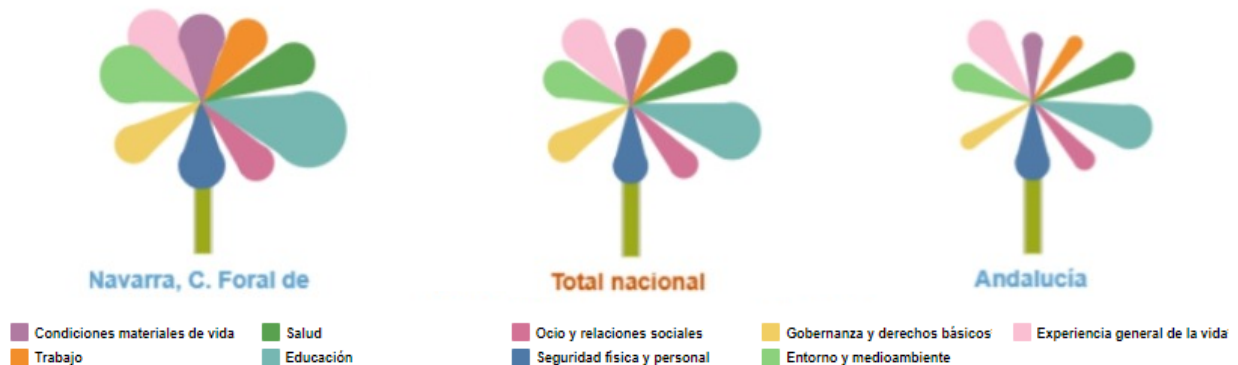 Navarra, C. Foral de
Total nacional
Andalucía
Condiciones materiales de vida
Salud
Ocio y relaciones sociales
Gobernanza y derechos básicos
Experiencia general de la vida
Trabajo
Educación
Seguridad física y personal
Entorno y medioambiente